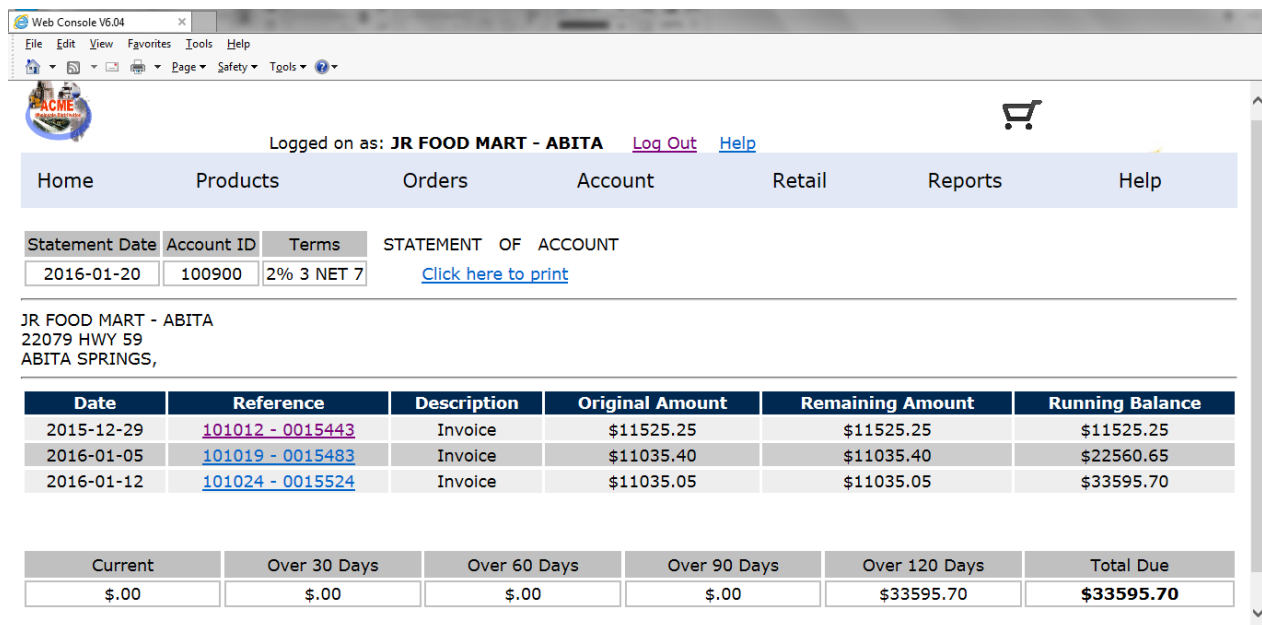 Web Console V6.04
File Edit View Favorites Tools Help
Page Safety Tools
ACME
Logged on as: JR FOOD MART - ABITA Log Out Help
Home Products Orders Account Retail Reports Help
Statement Date Account ID Terms STATEMENT OF ACCOUNT
2016-01-20 100900 2% 3 NET 7 Click here to print
JR FOOD MART - ABITA
22079 HWY 59
ABITA SPRINGS,
Date Reference Description Original Amount Remaining Amount Running Balance
2015-12-29 101012 - 0015443 Invoice $11525.25 $11525.25 $11525.25
2016-01-05 101019 - 0015483 Invoice $11035.40 $11035.40 $22560.65
2016-01-12 101024 - 0015524 Invoice $11035.05 $11035.05 $33595.70
Current Over 30 Days Over 60 Days Over 90 Days Over 120 Days Total Due
$.00 $.00 $.00 $.00 $33595.70 $33595.70